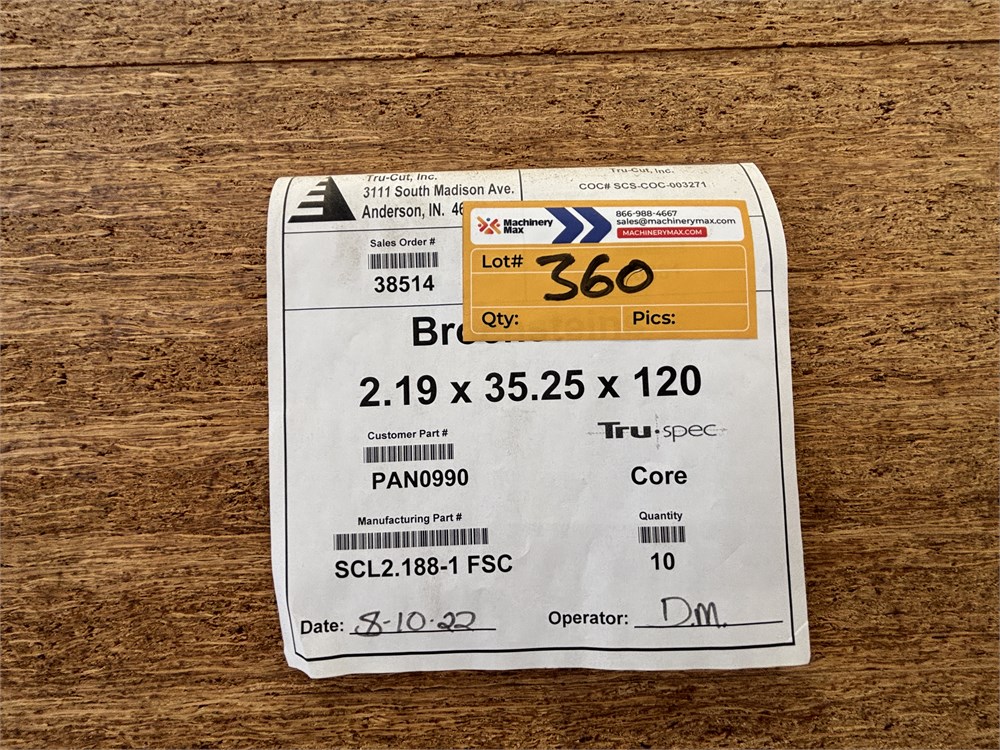 Tru-Cut, Inc.
3111 South Madison Ave.
Anderson, IN.
Tru-Cut, Inc.
COC# SCS-COC-003271
Machinery
Max
866-988-4667
sales@machinerymax.com
MACHINERYMAX.COM
Lot# 360
Qty: Pics:
Sales Order #
38514
2.19 x 35.25 x 120
Customer Part #
PAN0990
Tru·spec
Core
Manufacturing Part #
SCL2.188-1 FSC
Quantity
10
Date: 8-10-22 Operator: D.M.